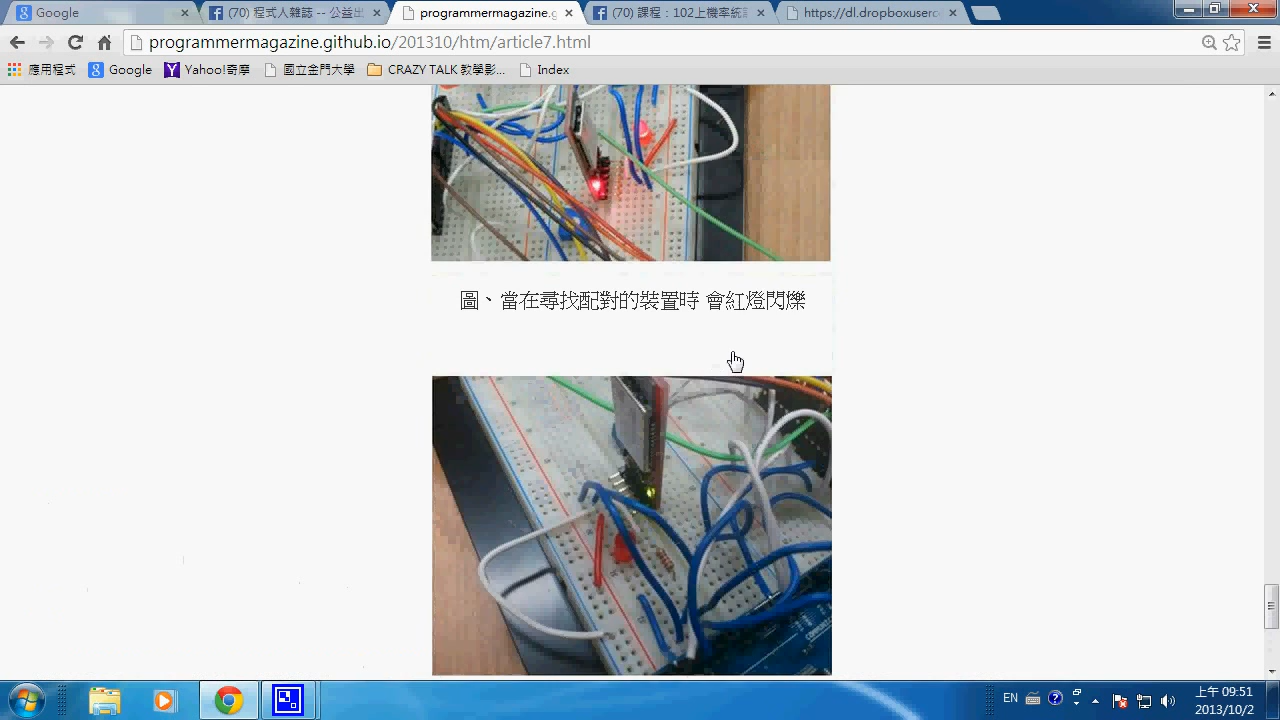 Google
(70) 程式人雜誌 -- 公益出
programmermagazine.g
(70) 課程：102上機率統計
https://dl.dropboxuserc
programmermagazine.github.io/201310/htm/article7.html
應用程式
Google
Yahoo!奇摩
國立金門大學
CRAZY TALK 教學影...
Index
圖、當在尋找配對的裝置時 會紅燈閃爍
EN
上午 09:51
2013/10/2